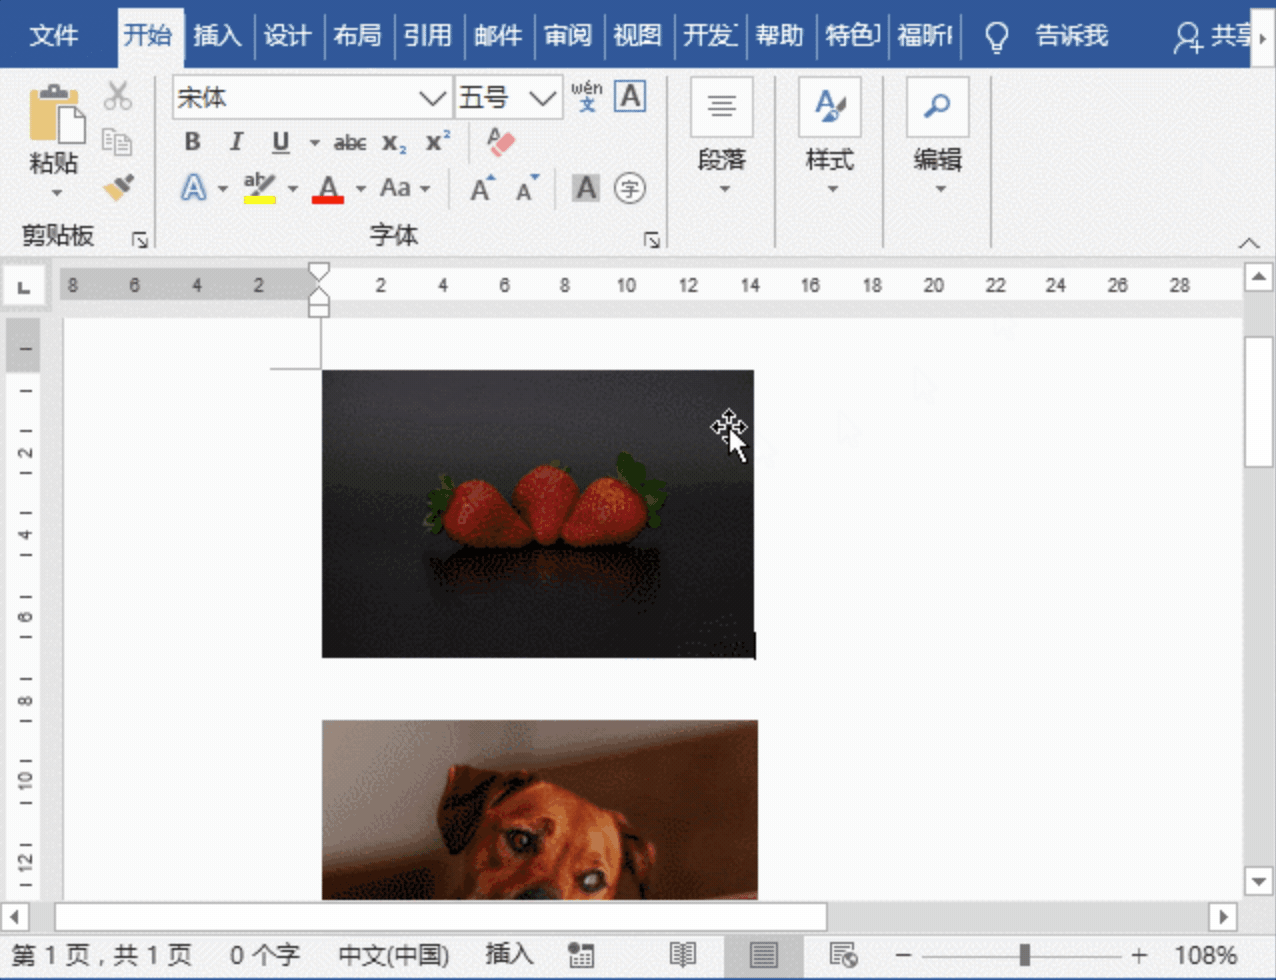 文件 开始 插入 设计 布局 引用 邮件 审阅 视图 开发 帮助 特色 福昕 告诉我 共享
宋体 五号 wén 文 A
粘贴 B I U abc X₂ X² A 段落 样式 编辑
A aby A Aa A A A 字
剪贴板 字体
L 8 6 4 2 2 4 6 8 10 12 14 16 18 20 22 24 26 28
2
4
6
8
10
12
第 1 页，共 1 页 0 个字 中文(中国) 插入 108%